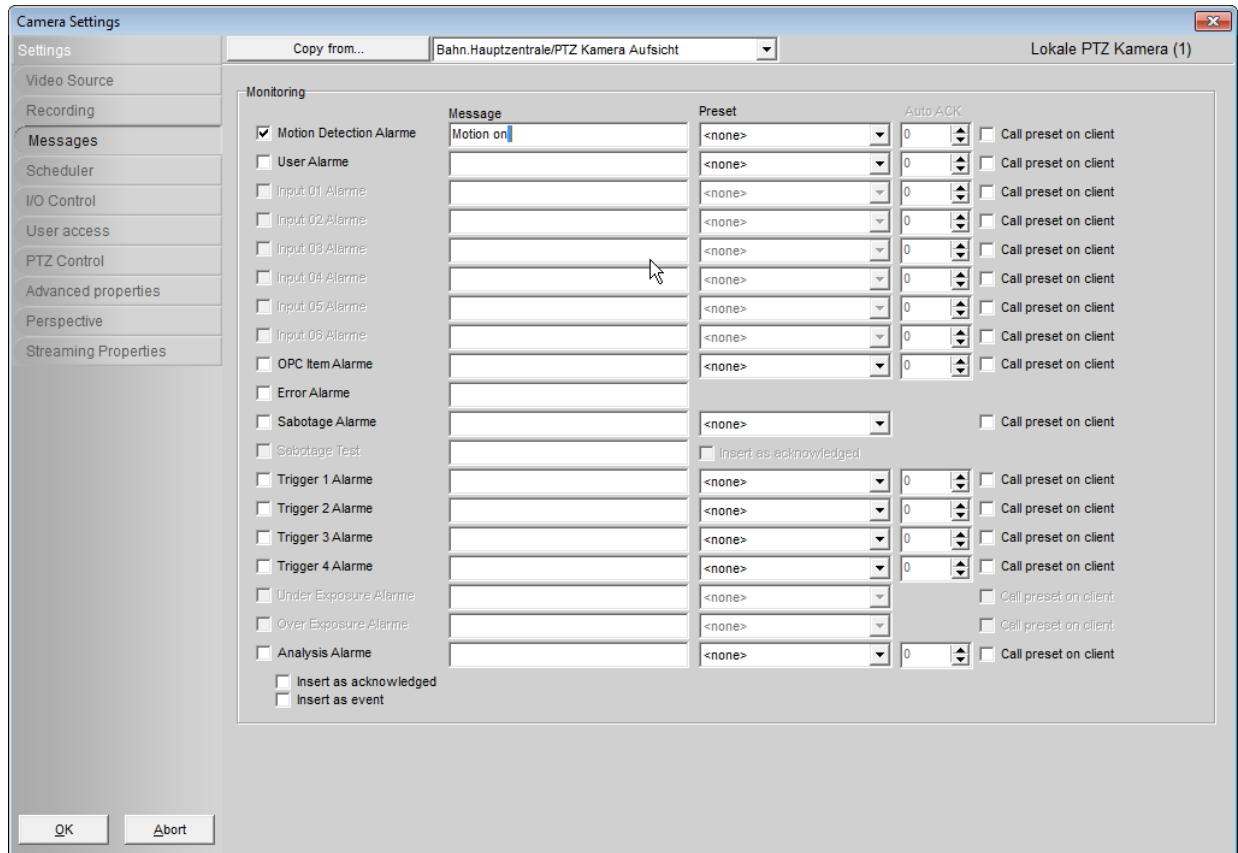 Camera Settings
Settings
Copy from... Bahn.Hauptzentrale/PTZ Kamera Aufsicht Lokale PTZ Kamera (1)
Video Source
Recording
Messages
Scheduler
I/O Control
User access
PTZ Control
Advanced properties
Perspective
Streaming Properties
Monitoring
Message Preset Auto ACK
Motion Detection Alarme Motion on <none> 0 Call preset on client
User Alarme <none> 0 Call preset on client
Input 01 Alarme <none> 0 Call preset on client
Input 02 Alarme <none> 0 Call preset on client
Input 03 Alarme <none> 0 Call preset on client
Input 04 Alarme <none> 0 Call preset on client
Input 05 Alarme <none> 0 Call preset on client
Input 06 Alarme <none> 0 Call preset on client
OPC Item Alarme <none> 0 Call preset on client
Error Alarme
Sabotage Alarme <none> Call preset on client
Sabotage Test Insert as acknowledged
Trigger 1 Alarme <none> 0 Call preset on client
Trigger 2 Alarme <none> 0 Call preset on client
Trigger 3 Alarme <none> 0 Call preset on client
Trigger 4 Alarme <none> 0 Call preset on client
Under Exposure Alarme <none> Call preset on client
Over Exposure Alarme <none> Call preset on client
Analysis Alarme <none> 0 Call preset on client
Insert as acknowledged
Insert as event
OK Abort